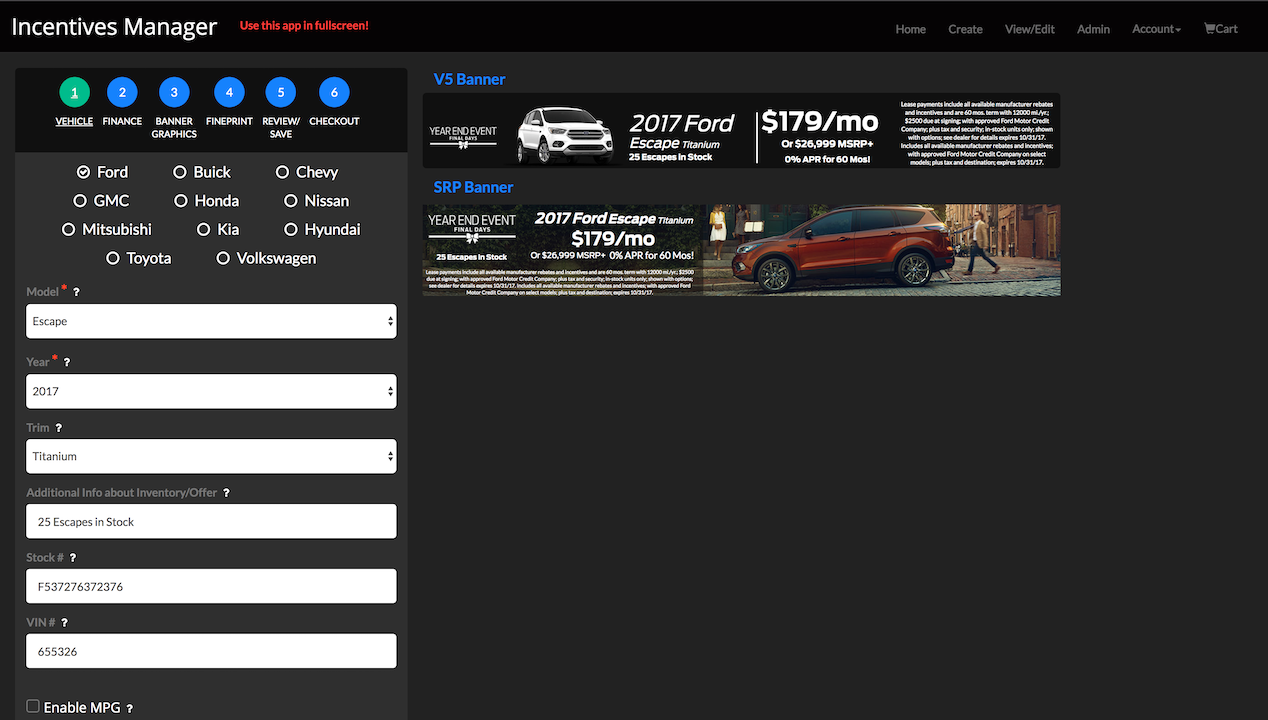 Incentives Manager
Use this app in fullscreen!
Home Create View/Edit Admin Account Cart
1 2 3 4 5 6
VEHICLE FINANCE BANNER GRAPHICS FINEPRINT REVIEW/ SAVE CHECKOUT
Ford Buick Chevy
GMC Honda Nissan
Mitsubishi Kia Hyundai
Toyota Volkswagen
Model * ?
Escape
Year * ?
2017
Trim ?
Titanium
Additional Info about Inventory/Offer ?
25 Escapes in Stock
Stock # ?
F537276372376
VIN # ?
655326
Enable MPG ?
V5 Banner
YEAR END EVENT
FINAL DAYS
2017 Ford
Escape Titanium
25 Escapes in Stock
$179/mo
Or $26,999 MSRP+
0% APR for 60 Mos!
Lease payments include all available manufacturer rebates
and incentives and are 60 mos. term with 12000 mi./yr.;
$2500 due at signing; with approved Ford Motor Credit
Company; plus tax and security; in-stock units only; shown
with options; see dealer for details expires 10/31/17.
Includes all available manufacturer rebates and incentives;
with approved Ford Motor Credit Company on select
models; plus tax and destination; expires 10/31/17.
SRP Banner
YEAR END EVENT
FINAL DAYS
25 Escapes in Stock
2017 Ford Escape Titanium
$179/mo
Or $26,999 MSRP+ 0% APR for 60 Mos!
Lease payments include all available manufacturer rebates and incentives and are 60 mos. term with 12000 mi./yr.; $2500
due at signing; with approved Ford Motor Credit Company; plus tax and security; in-stock units only; shown with options;
see dealer for details expires 10/31/17. Includes all available manufacturer rebates and incentives; with approved Ford
Motor Credit Company on select models; plus tax and destination; expires 10/31/17.